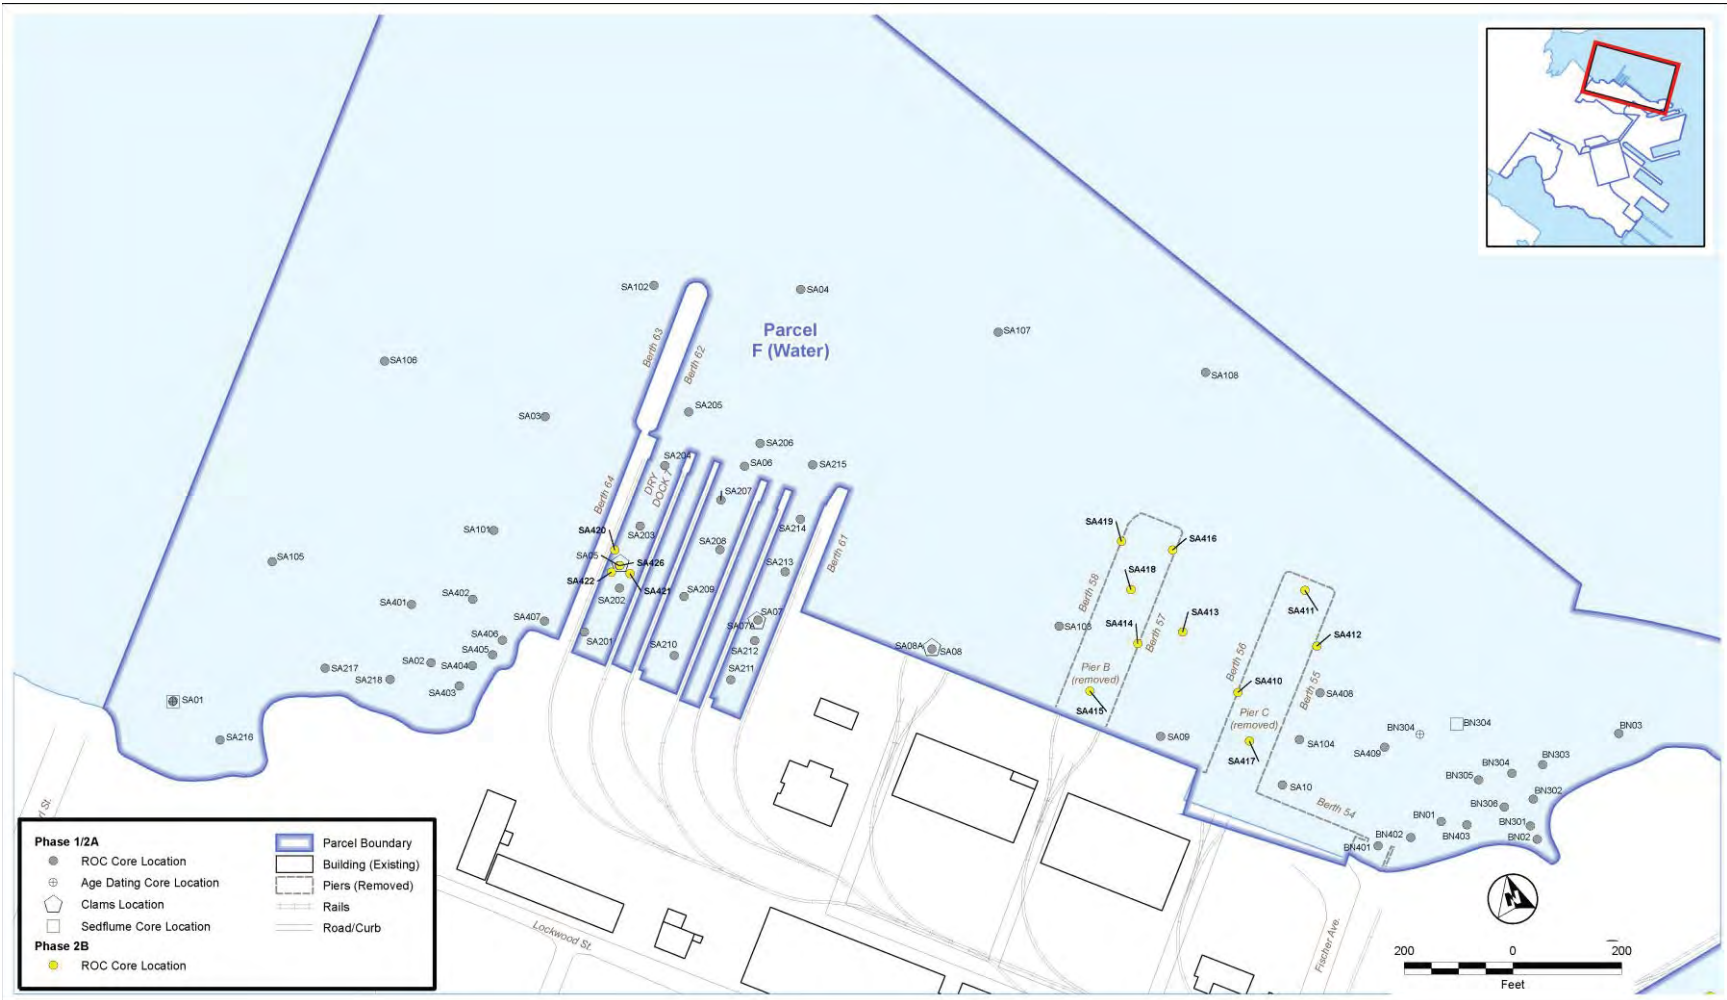 SA102
SA04
Parcel
F (Water)
SA107
Berth 63
Berth 62
SA106
SA108
SA03
SA205
SA206
SA204
SA06
SA215
DRY
DOCK 7
SA207
Berth 64
SA101
SA420
SA203
SA214
SA419
SA416
SA105
SA05
SA426
SA208
Berth 61
SA213
SA418
SA422
SA421
SA202
SA209
SA401
SA402
Berth 58
SA411
SA407
SA07
SA07A
SA103
SA414
SA413
Berth 57
SA412
SA406
SA201
SA210
SA212
SA08A
SA08
SA405
SA02
SA404
SA211
Pier B
(removed)
Berth 56
SA217
SA218
SA403
SA410
Berth 55
SA408
SA01
SA415
Pier C
(removed)
BN304
BN304
BN03
SA216
SA09
SA104
SA409
SA417
BN303
BN304
BN305
SA10
BN302
Berth 54
BN306
BN01
BN403
BN301
BN402
BN02
BN401
Phase 1/2A
ROC Core Location
Age Dating Core Location
Clams Location
Sedflume Core Location
Phase 2B
ROC Core Location
Parcel Boundary
Building (Existing)
Piers (Removed)
Rails
Road/Curb
Lockwood St.
Fischer Ave.
N
200 0 200
Feet